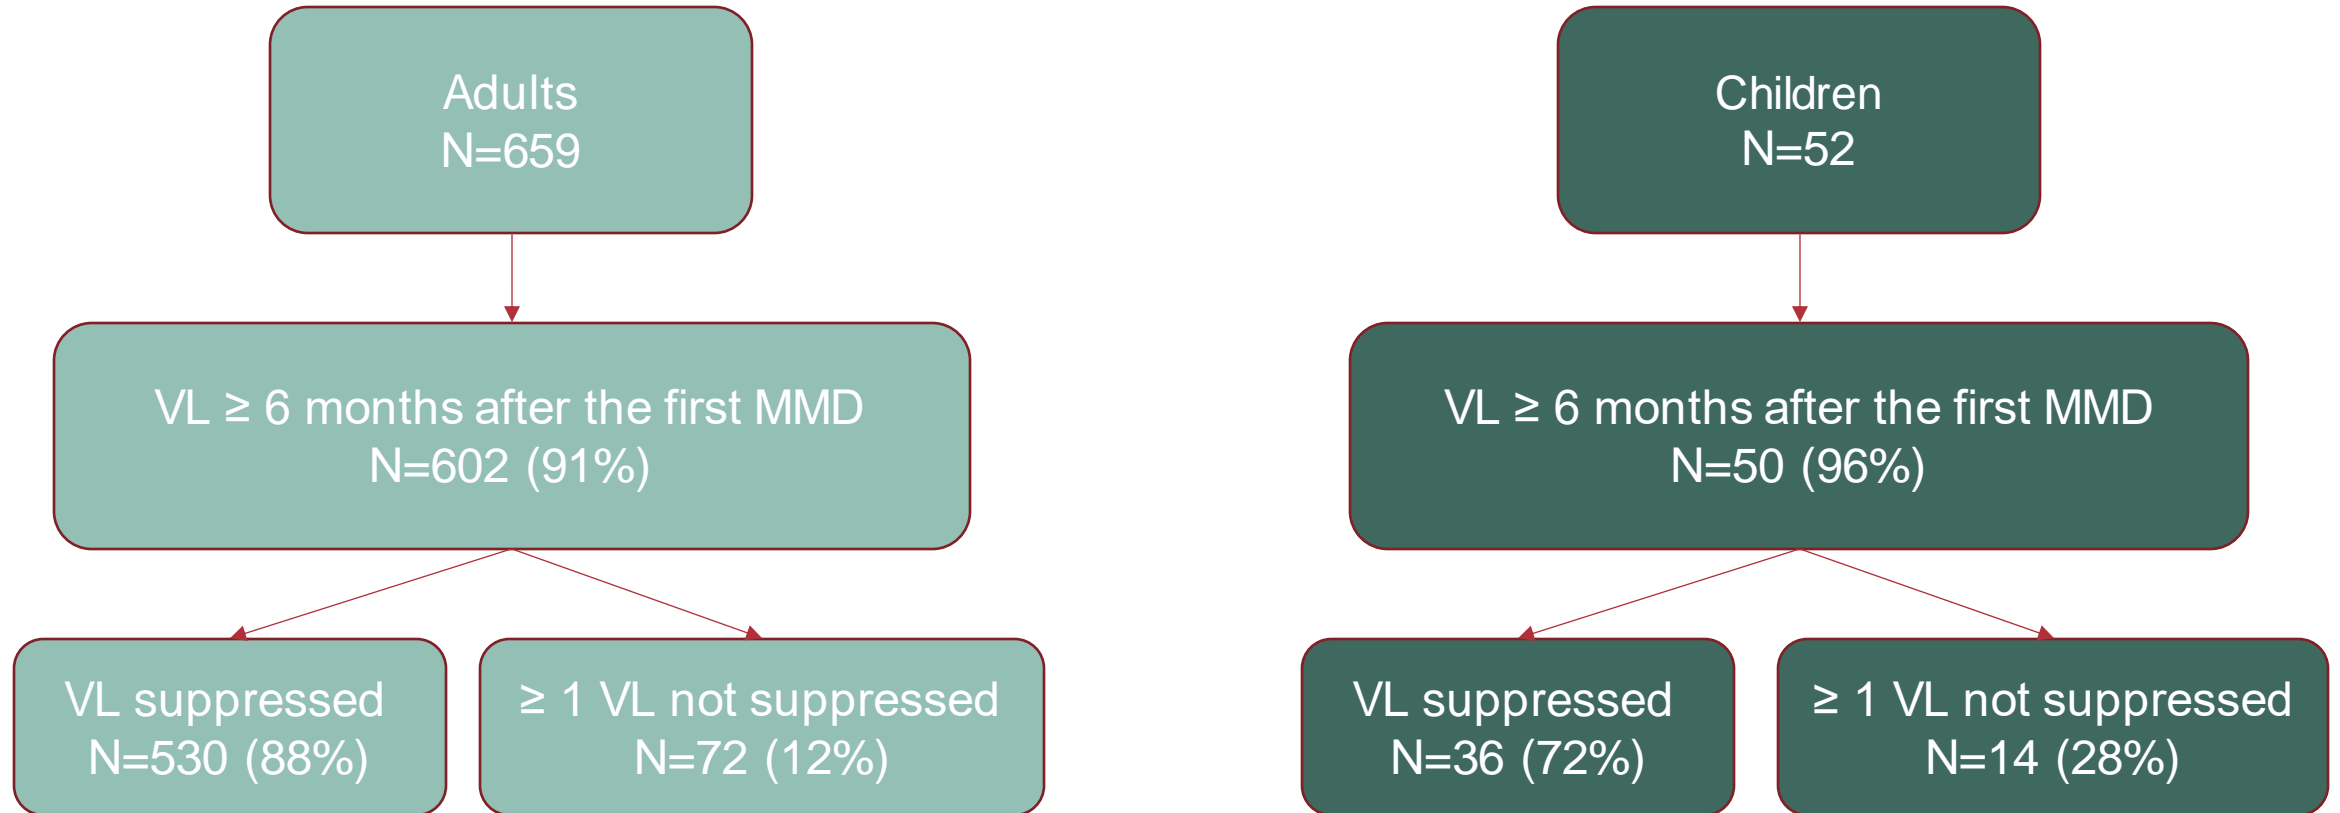 Adults
N=659
VL ≥ 6 months after the first MMD
N=602 (91%)
VL suppressed
N=530 (88%)
≥ 1 VL not suppressed
N=72 (12%)
Children
N=52
VL ≥ 6 months after the first MMD
N=50 (96%)
VL suppressed
N=36 (72%)
≥ 1 VL not suppressed
N=14 (28%)